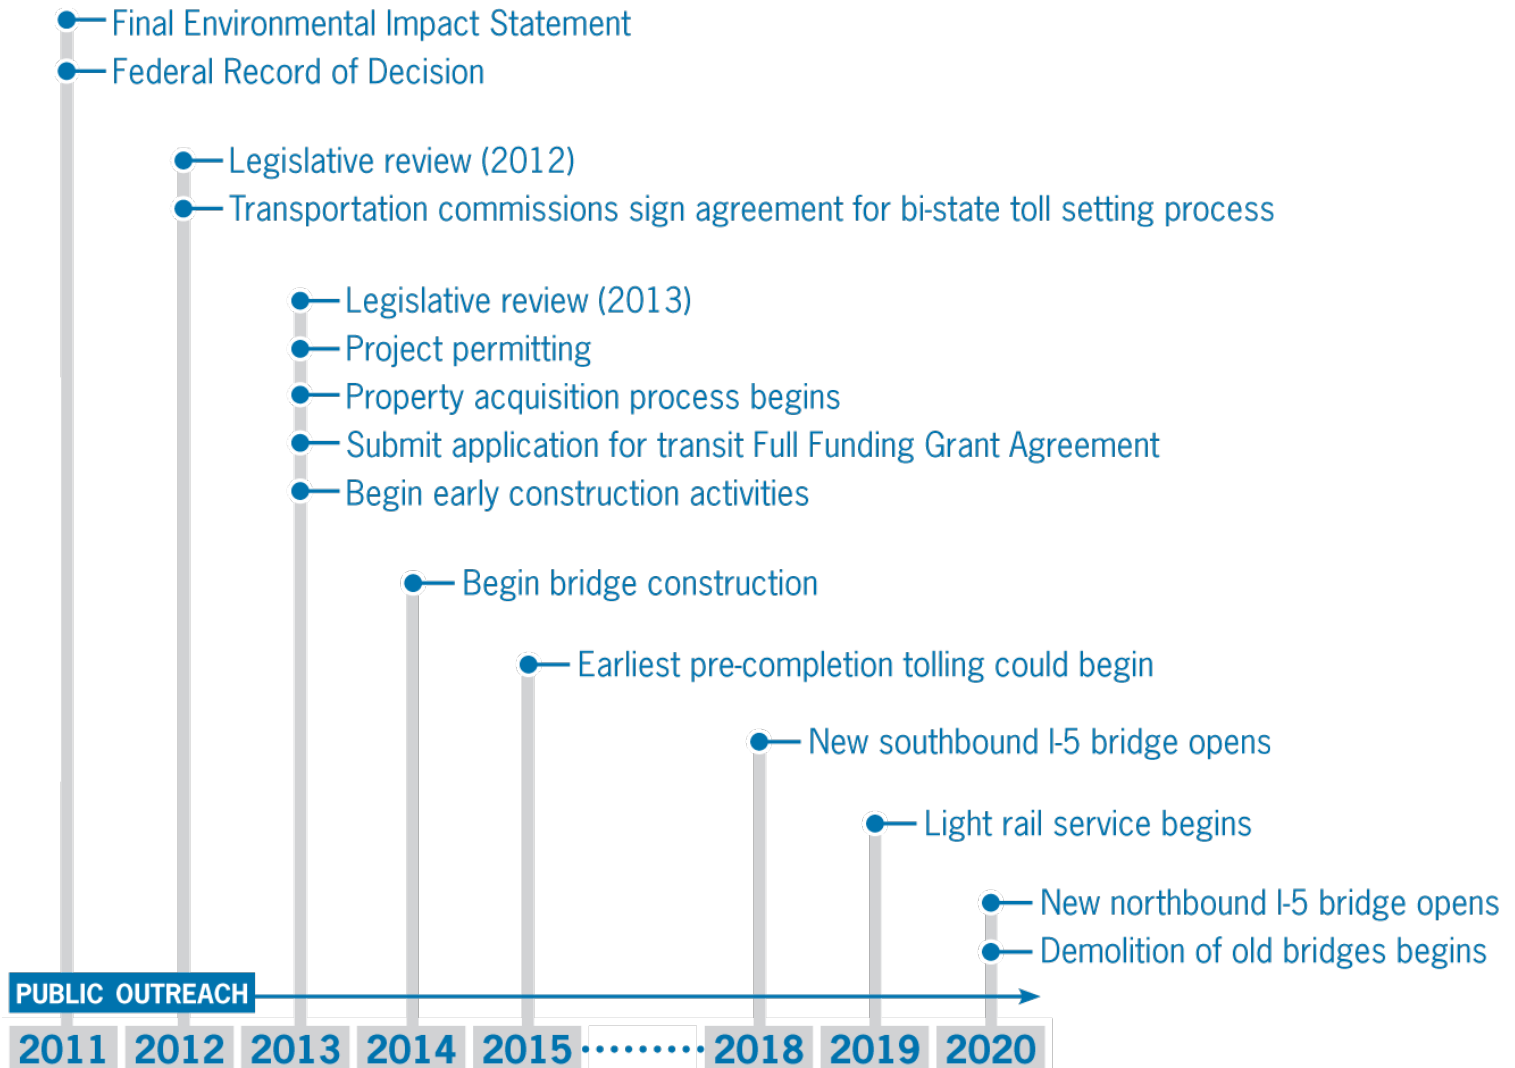 Final Environmental Impact Statement
Federal Record of Decision
Legislative review (2012)
Transportation commissions sign agreement for bi-state toll setting process
Legislative review (2013)
Project permitting
Property acquisition process begins
Submit application for transit Full Funding Grant Agreement
Begin early construction activities
Begin bridge construction
Earliest pre-completion tolling could begin
New southbound I-5 bridge opens
Light rail service begins
New northbound I-5 bridge opens
Demolition of old bridges begins
PUBLIC OUTREACH
2011 2012 2013 2014 2015 2018 2019 2020